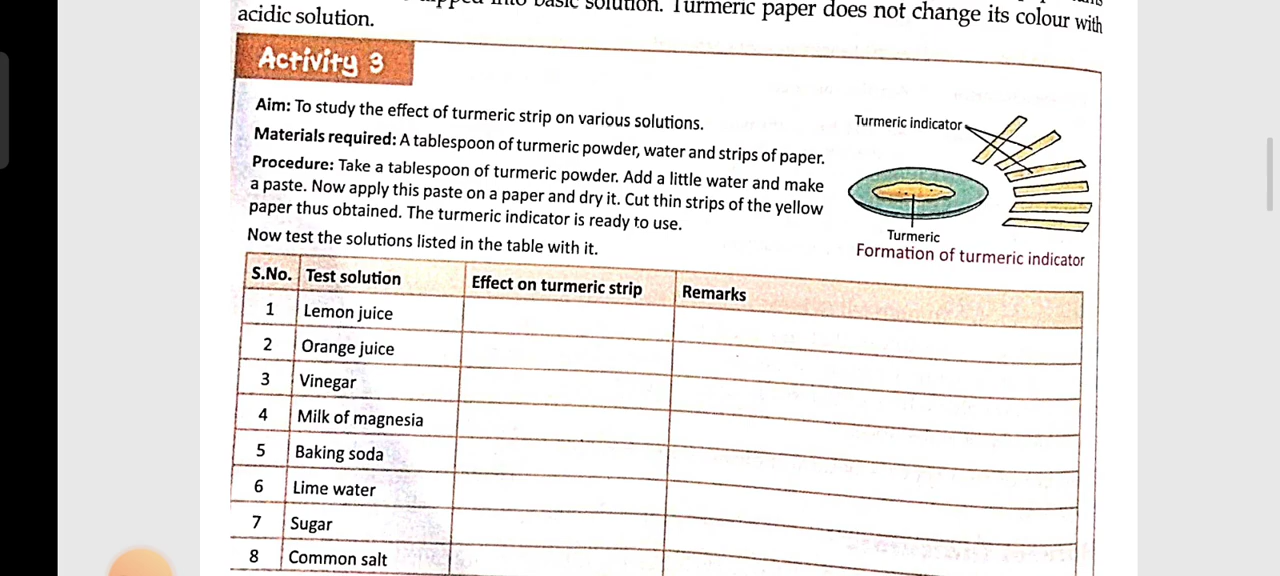 into basic solution. Turmeric paper does not change its colour with
acidic solution.
Activity 3
Aim: To study the effect of turmeric strip on various solutions.
Materials required: A tablespoon of turmeric powder, water and strips of paper.
Procedure: Take a tablespoon of turmeric powder. Add a little water and make
a paste. Now apply this paste on a paper and dry it. Cut thin strips of the yellow
paper thus obtained. The turmeric indicator is ready to use.
Now test the solutions listed in the table with it.
Turmeric indicator
Turmeric
Formation of turmeric indicator
S.No. Test solution Effect on turmeric strip Remarks
1 Lemon juice
2 Orange juice
3 Vinegar
4 Milk of magnesia
5 Baking soda
6 Lime water
7 Sugar
8 Common salt